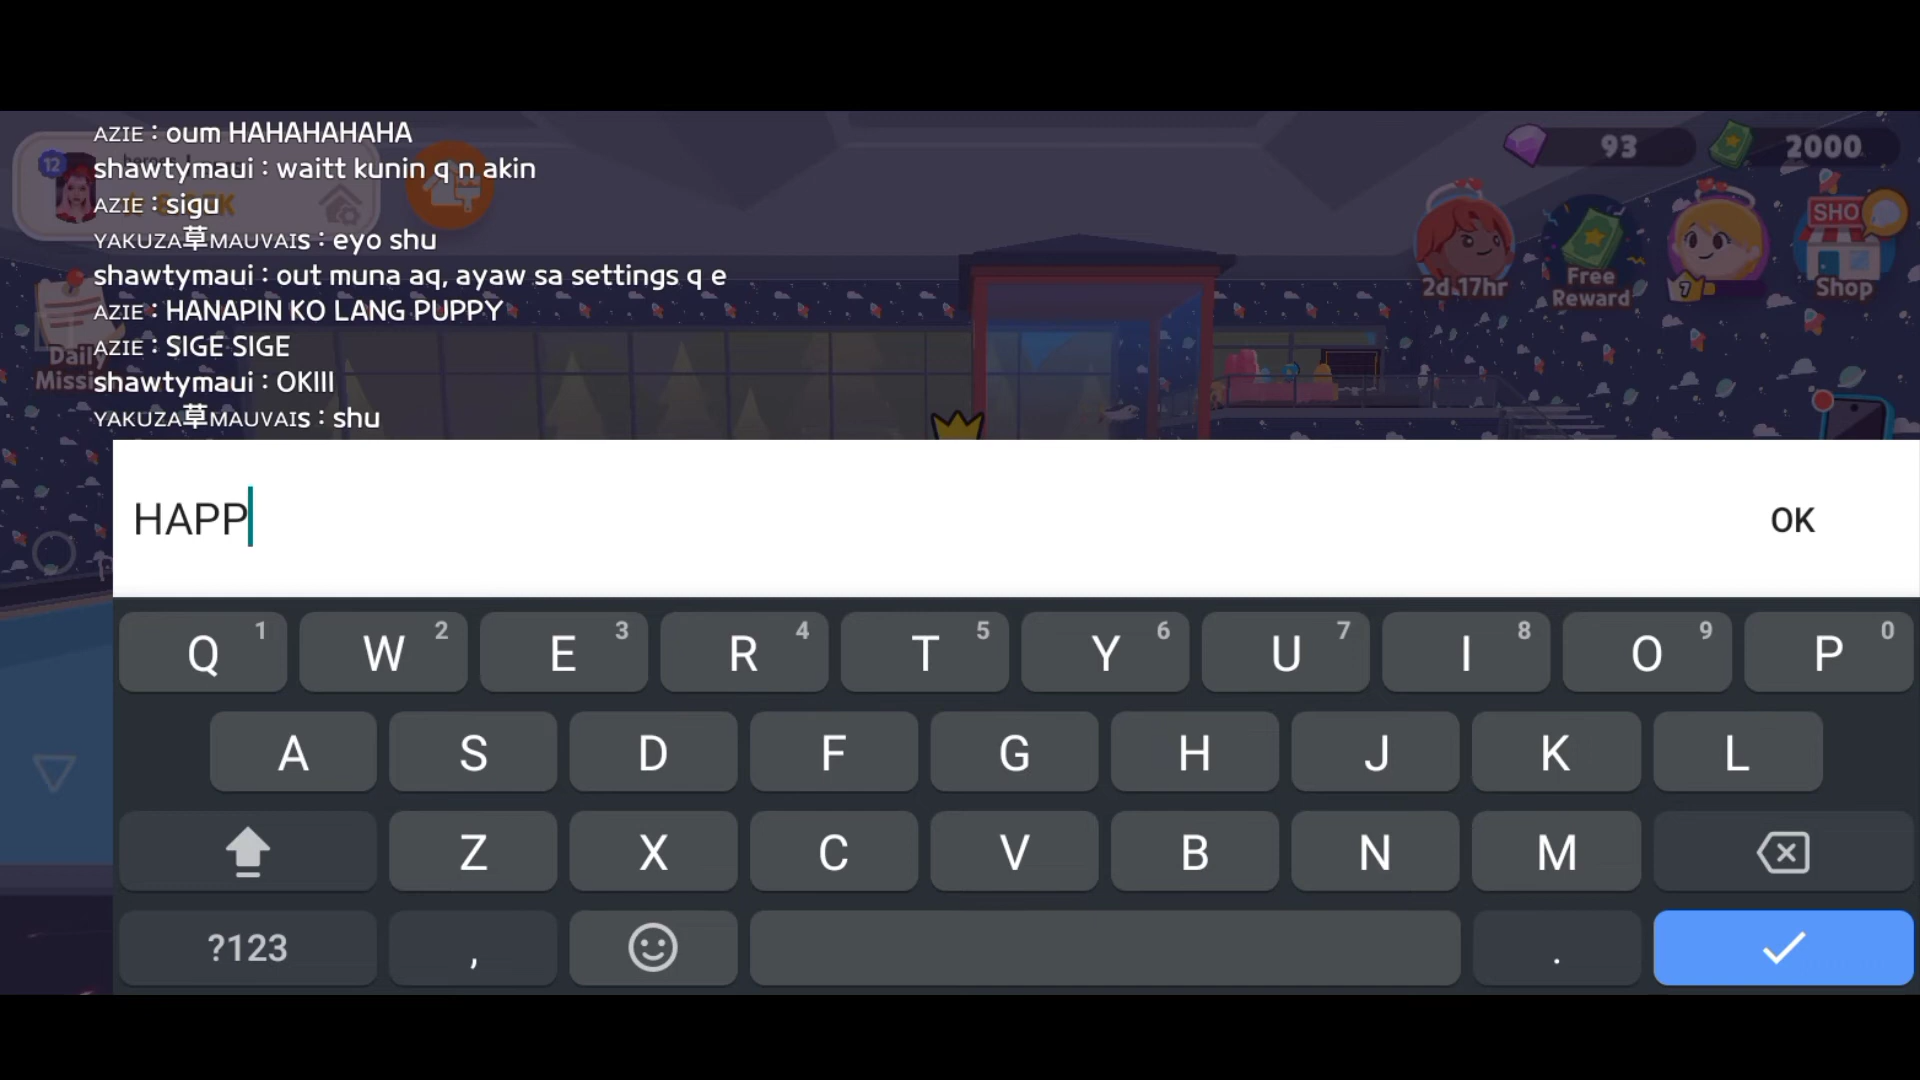 AZIE : oum HAHAHAHAHA
shawtymaui : waitt kunin q n akin
AZIE : sigu
YAKUZA草MAUVAIs : eyo shu
shawtymaui : out muna aq, ayaw sa settings q e
AZIE : HANAPIN KO LANG PUPPY
AZIE : SIGE SIGE
shawtymaui : OKIII
YAKUZA草MAUVAIs : shu
12
93
2000
2d 17hr
Free
Reward
7
SHO
Shop
Daily
HAPP
OK
Q 1 W 2 E 3 R 4 T 5 Y 6 U 7 I 8 O 9 P 0
A S D F G H J K L
Z X C V B N M
?123 , .